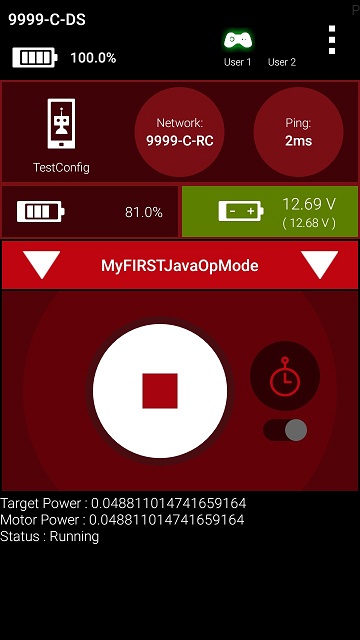 9999-C-DS
P
100.0%
User 1 User 2
TestConfig
Network:
9999-C-RC
Ping:
2ms
81.0%
12.69 V
( 12.68 V )
MyFIRSTJavaOpMode
Target Power : 0.048811014741659164
Motor Power : 0.048811014741659164
Status : Running